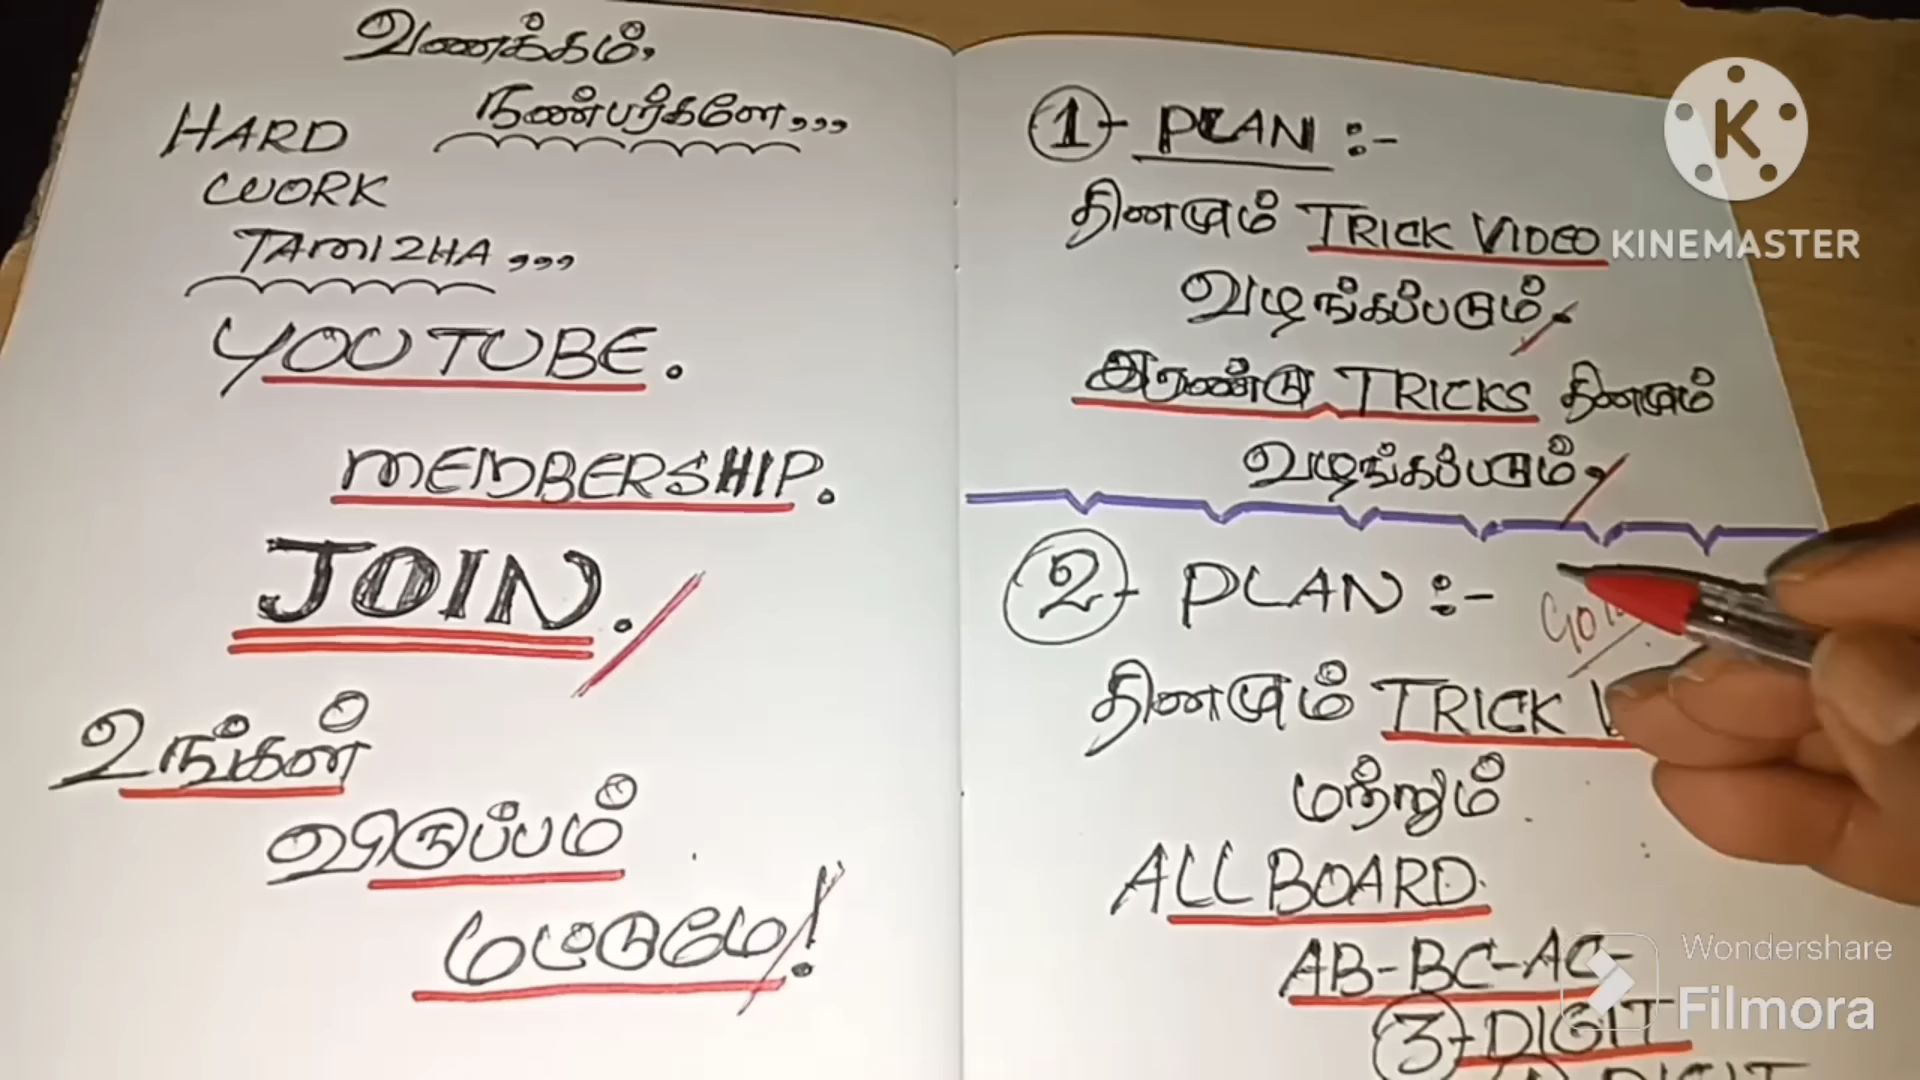 வணக்கம்,
நண்பர்களே,,,
HARD
WORK
TAMIZHA,,,
YOUTUBE.
MEMBERSHIP.
JOIN.
உங்கள்
விருப்பம்
மட்டுமே!
1- PLAN :-
தினமும் TRICK VIDEO
வழங்கப்படும்.
இரண்டு TRICKS தினமும்
வழங்கப்படும்.
2- PLAN :-
தினமும் TRICK
மற்றும்
ALL BOARD.
AB-BC-AC-
3-DIGIT
DIGIT
KINEMASTER
Wondershare
Filmora